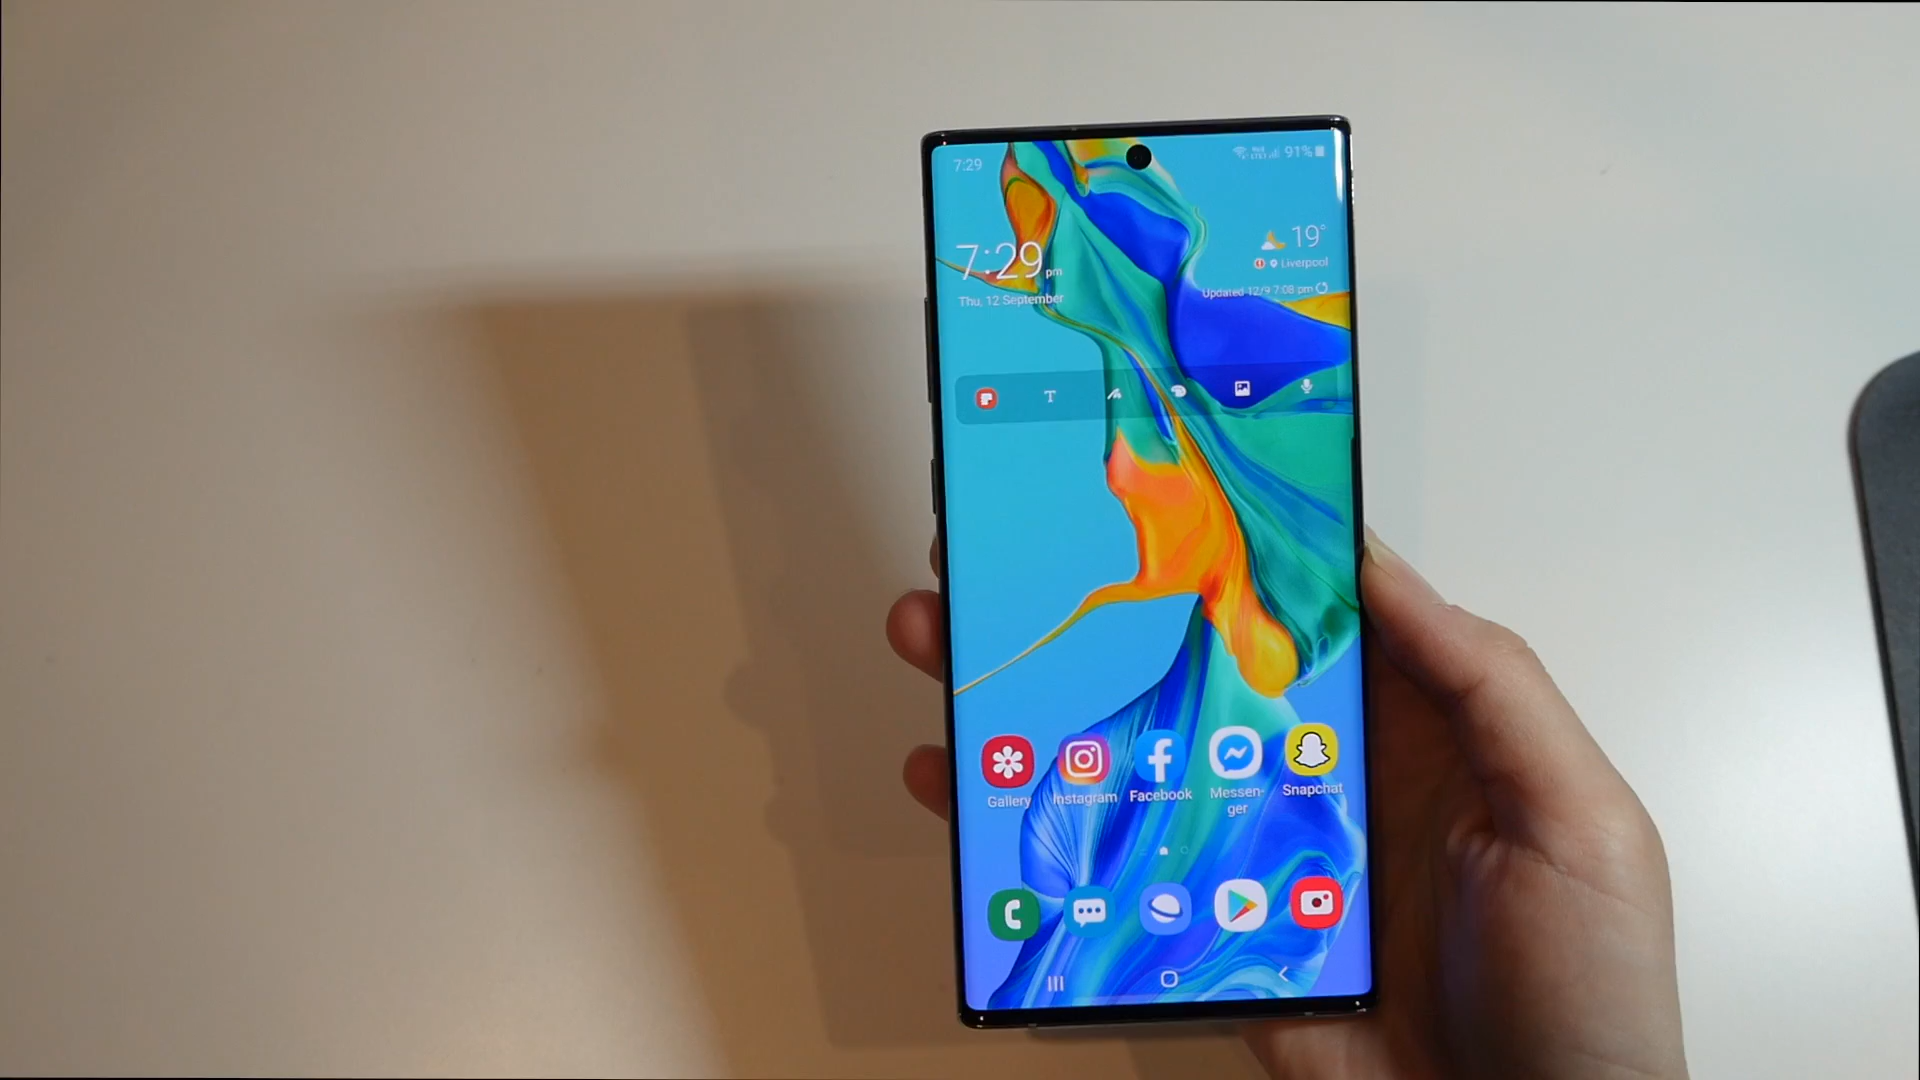 7:29
91%
7:29 pm
Thu, 12 September
19°
Liverpool
Updated 12/9 7:08 pm
T
Gallery
Instagram
Facebook
Messen-
ger
Snapchat